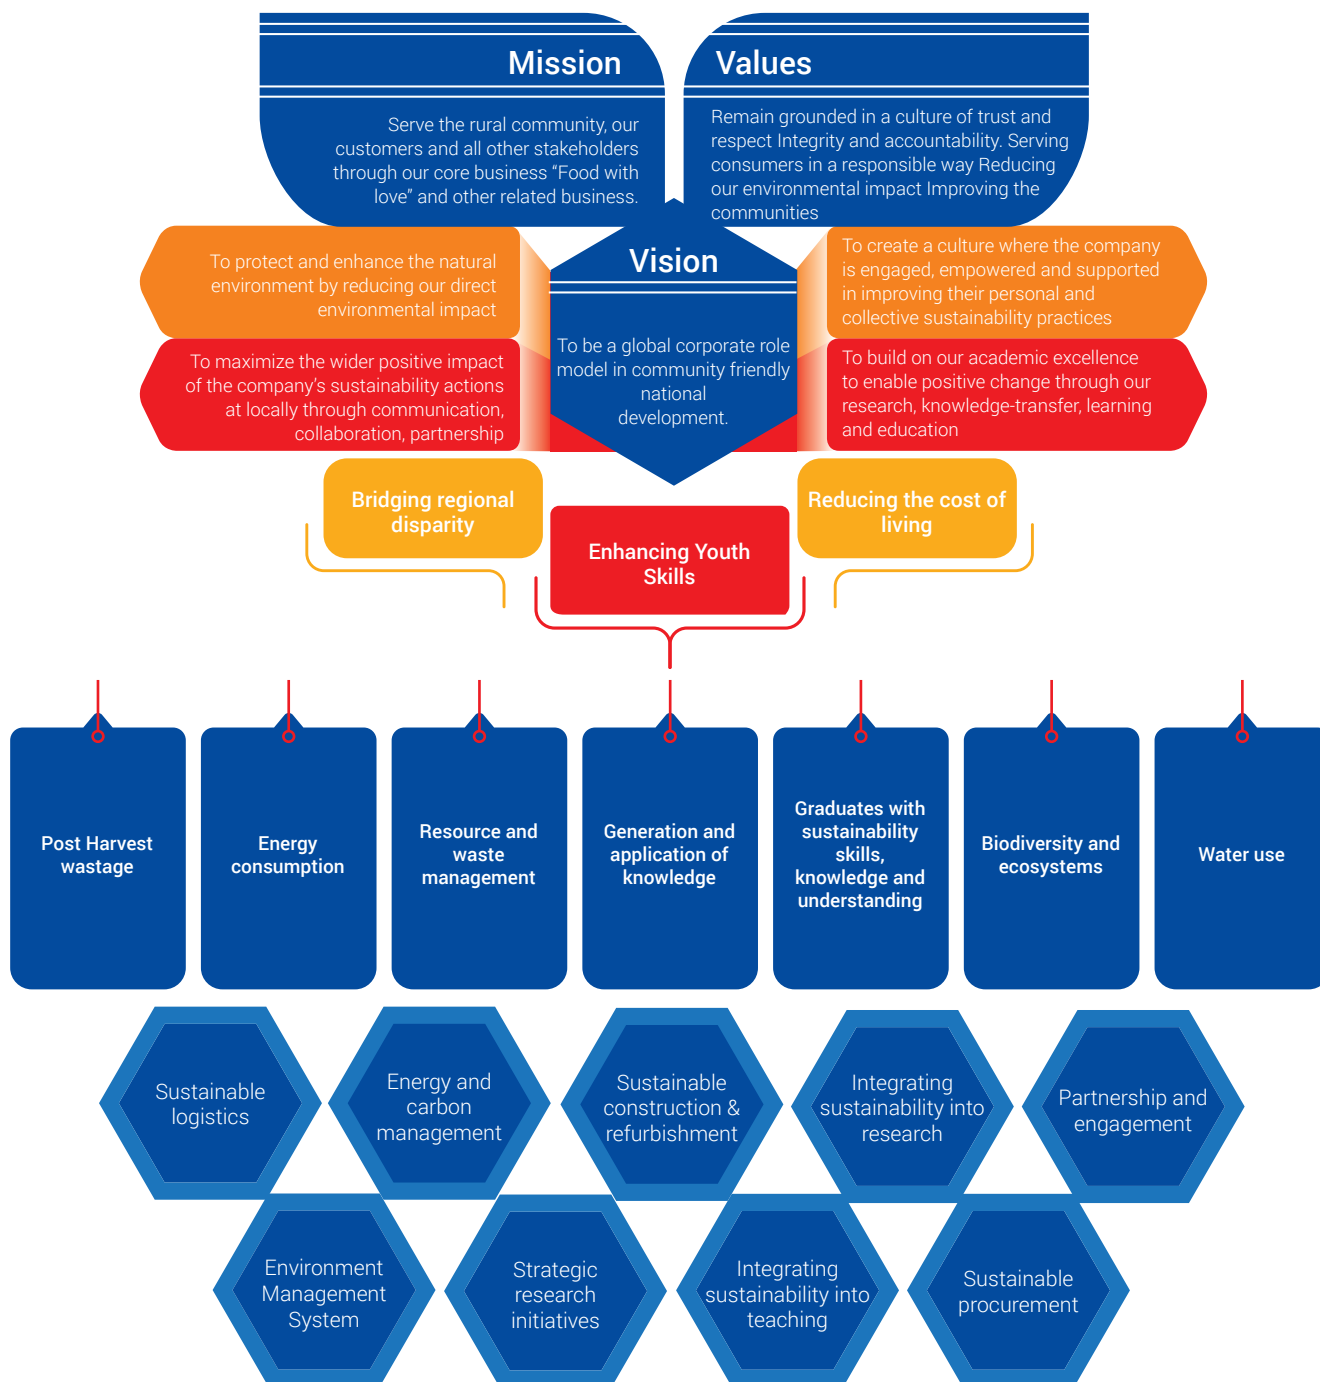 Mission
Serve the rural community, our
customers and all other stakeholders
through our core business “Food with
love” and other related business.
Values
Remain grounded in a culture of trust and
respect Integrity and accountability. Serving
consumers in a responsible way Reducing
our environmental impact Improving the
communities
To protect and enhance the natural
environment by reducing our direct
environmental impact
To maximize the wider positive impact
of the company’s sustainability actions
at locally through communication,
collaboration, partnership
Vision
To be a global corporate role
model in community friendly
national
development.
To create a culture where the company
is engaged, empowered and supported
in improving their personal and
collective sustainability practices
To build on our academic excellence
to enable positive change through our
research, knowledge-transfer, learning
and education
Bridging regional
disparity
Enhancing Youth
Skills
Reducing the cost of
living
Post Harvest
wastage
Energy
consumption
Resource and
waste
management
Generation and
application of
knowledge
Graduates with
sustainability
skills,
knowledge and
understanding
Biodiversity and
ecosystems
Water use
Sustainable
logistics
Energy and
carbon
management
Sustainable
construction &
refurbishment
Integrating
sustainability into
research
Partnership and
engagement
Environment
Management
System
Strategic
research
initiatives
Integrating
sustainability into
teaching
Sustainable
procurement